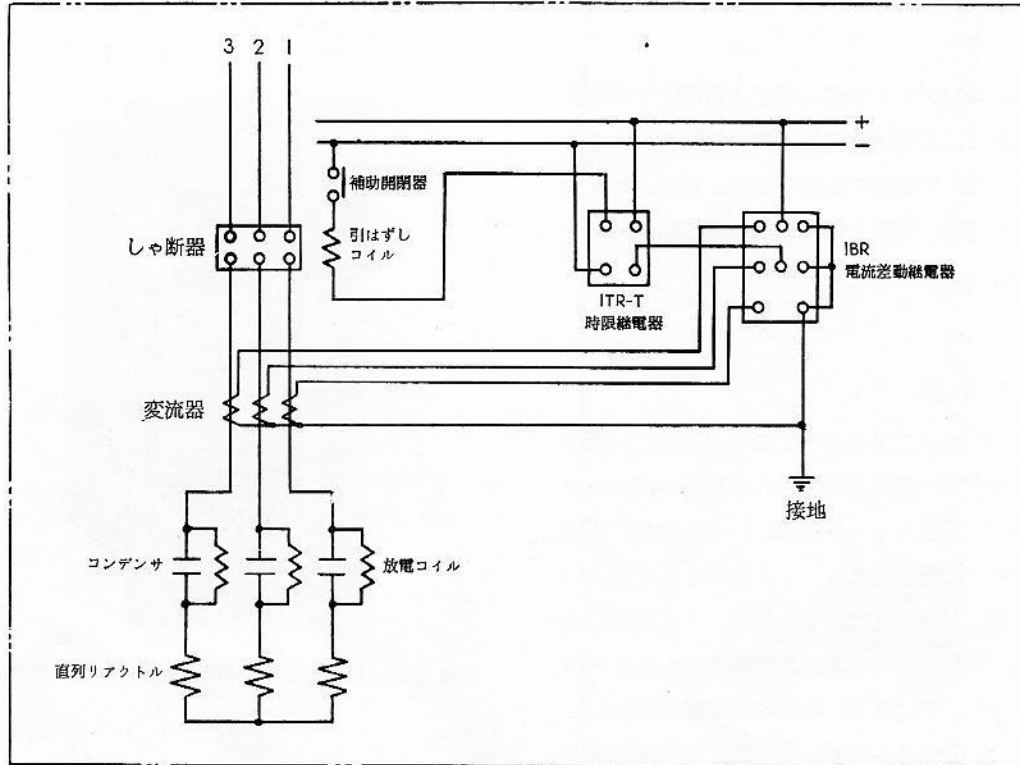 3 2 1
+
−
補助開閉器
引はずし
コイル
しゃ断器
IBR
電流差動継電器
ITR-T
時限継電器
変流器
接地
コンデンサ
放電コイル
直列リアクトル